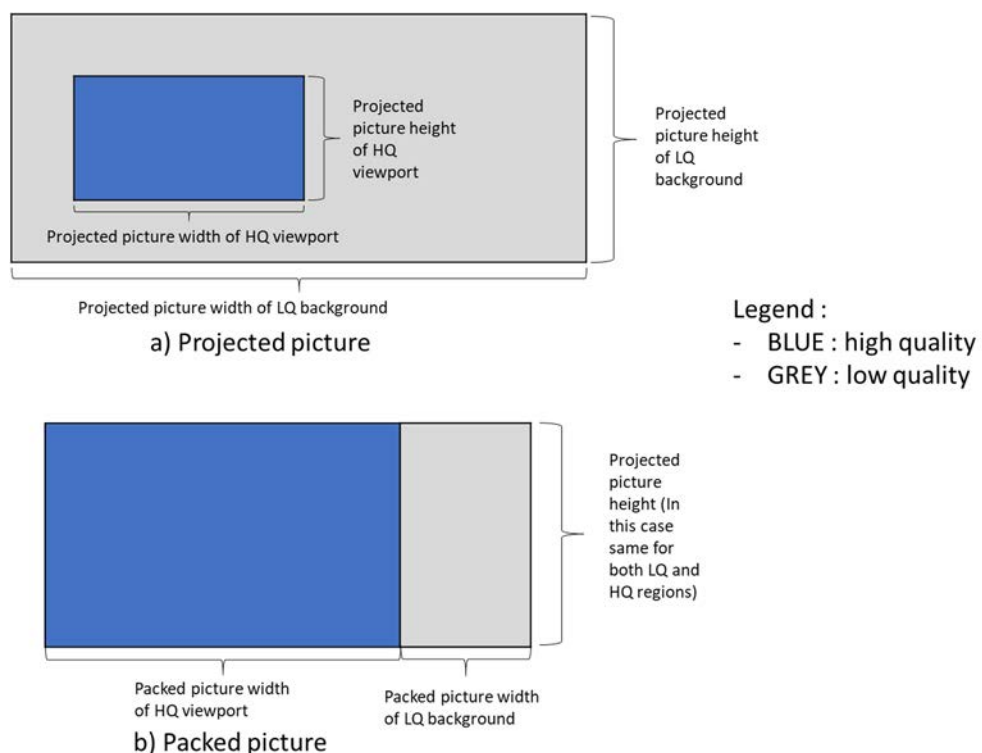 Projected
picture height
of HQ
viewport
Projected
picture height
of LQ
background
Projected picture width of HQ viewport
Projected picture width of LQ background
a) Projected picture
Legend :
- BLUE : high quality
- GREY : low quality
Projected
picture
height (In
this case
same for
both LQ and
HQ regions)
Packed picture width
of HQ viewport
Packed picture width
of LQ background
b) Packed picture